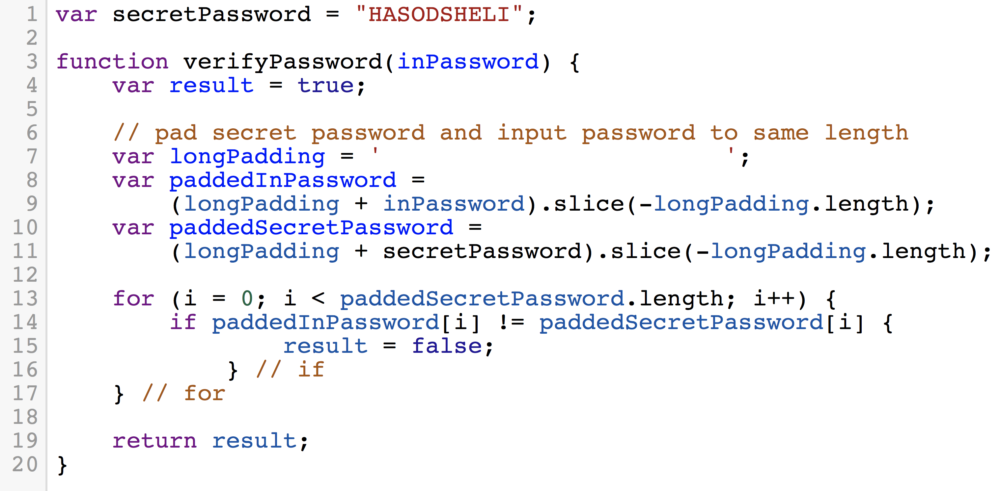 1 var secretPassword = "HASODSHELI";
2
3 function verifyPassword(inPassword) {
4     var result = true;
5
6     // pad secret password and input password to same length
7     var longPadding = '                        ';
8     var paddedInPassword =
9         (longPadding + inPassword).slice(-longPadding.length);
10     var paddedSecretPassword =
11         (longPadding + secretPassword).slice(-longPadding.length);
12
13     for (i = 0; i < paddedSecretPassword.length; i++) {
14         if paddedInPassword[i] != paddedSecretPassword[i] {
15                 result = false;
16             } // if
17     } // for
18
19     return result;
20 }